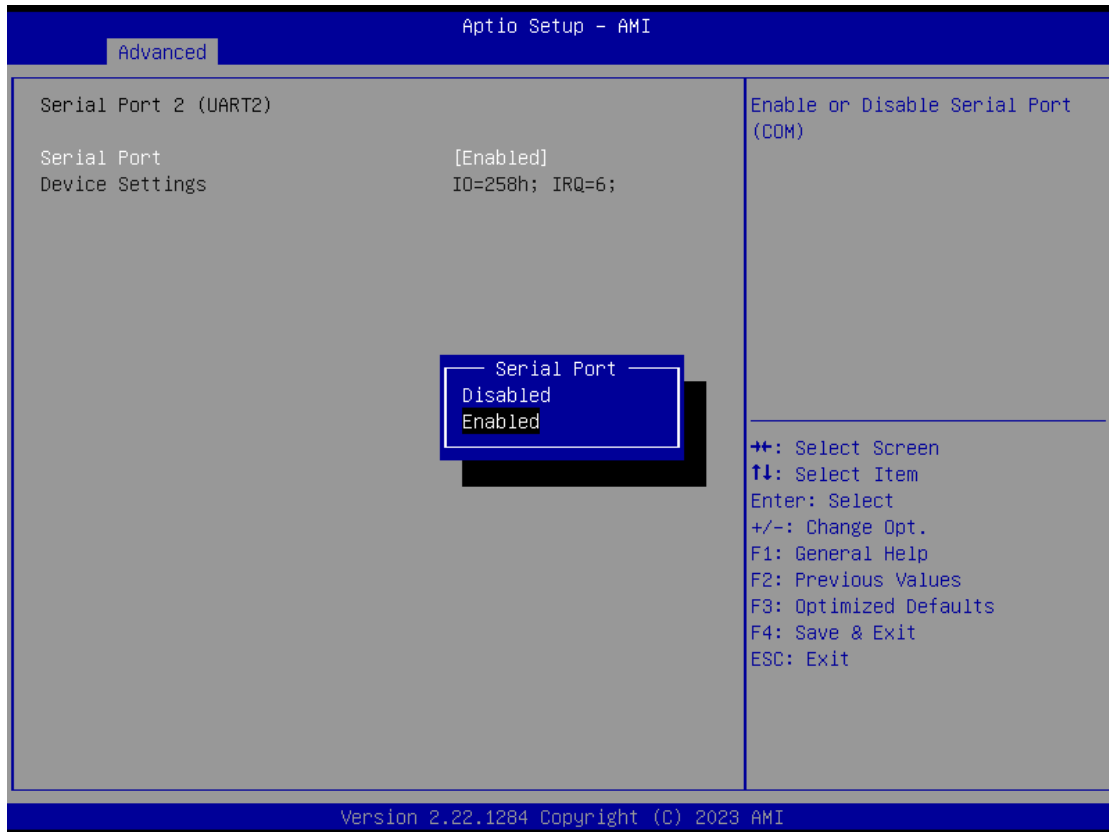 Aptio Setup – AMI
Advanced
Serial Port 2 (UART2)
Serial Port [Enabled]
Device Settings IO=258h; IRQ=6;
Serial Port
Disabled
Enabled
Enable or Disable Serial Port
(COM)
→←: Select Screen
↑↓: Select Item
Enter: Select
+/-: Change Opt.
F1: General Help
F2: Previous Values
F3: Optimized Defaults
F4: Save & Exit
ESC: Exit
Version 2.22.1284 Copyright (C) 2023 AMI